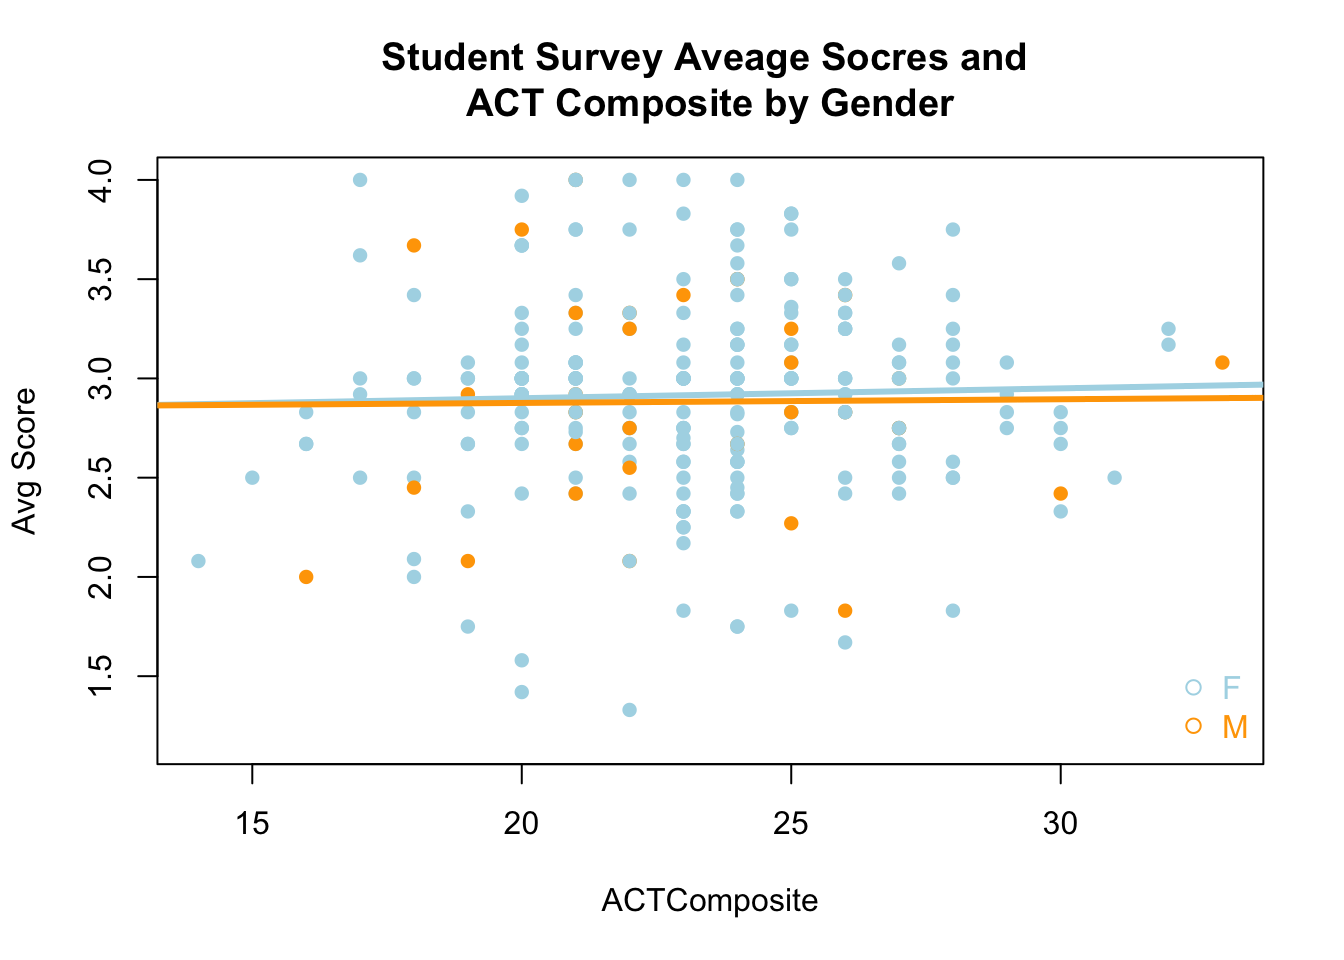 Student Survey Aveage Socres and
ACT Composite by Gender
4.0
3.5
3.0
2.5
2.0
1.5
Avg Score
F
M
15 20 25 30
ACTComposite